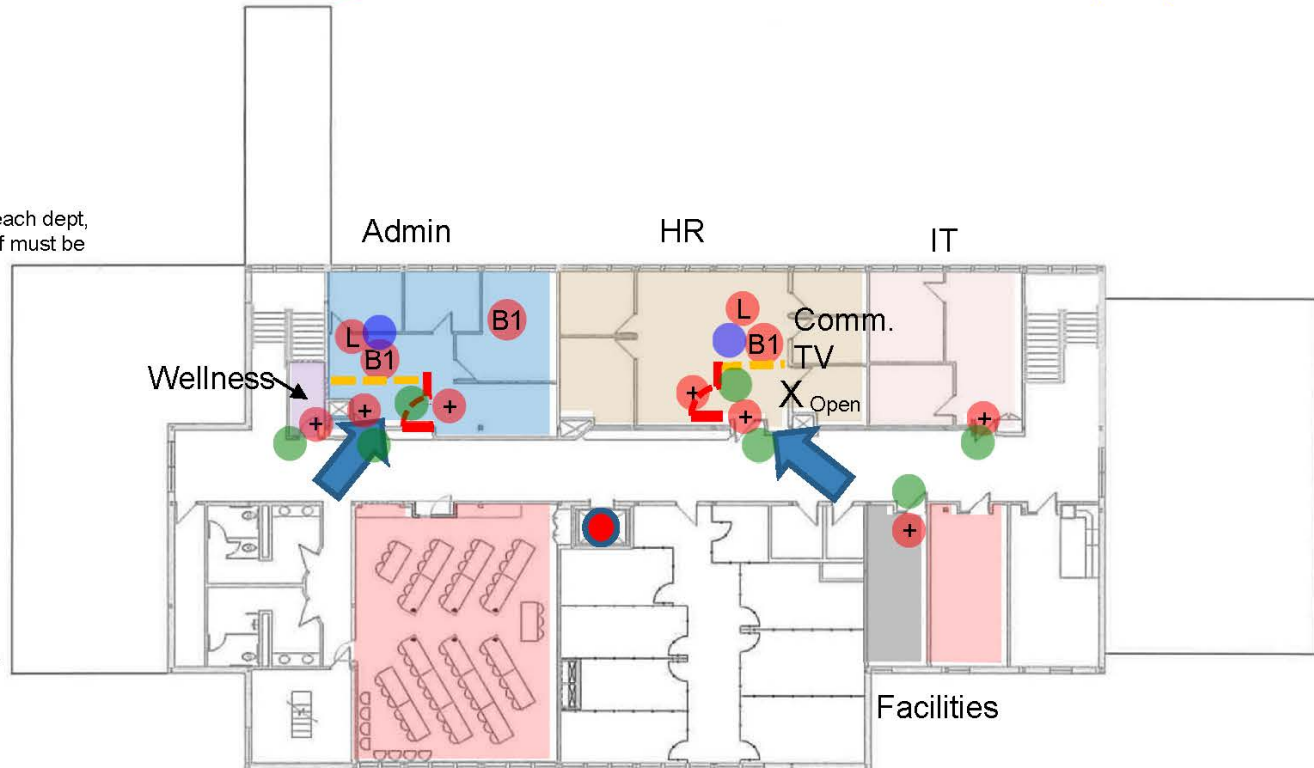 each dept,
f must be
Admin
HR
IT
L
B1
B1
L
B1
Comm.
TV
X Open
Wellness
+
+
+
+
+
+
+
Facilities